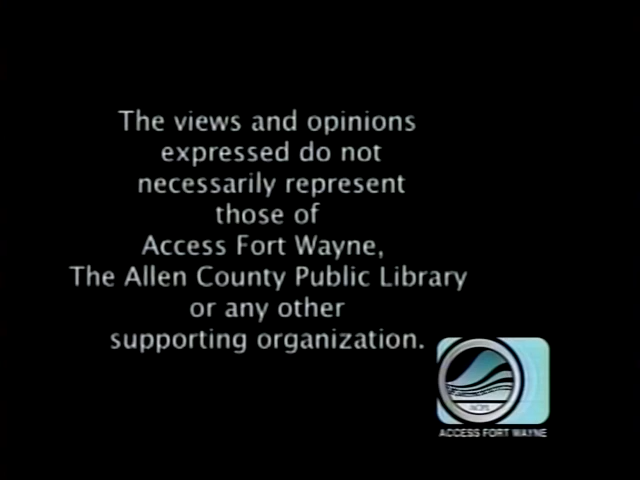 The views and opinions
expressed do not
necessarily represent
those of
Access Fort Wayne,
The Allen County Public Library
or any other
supporting organization.
ACCESS FORT WAYNE